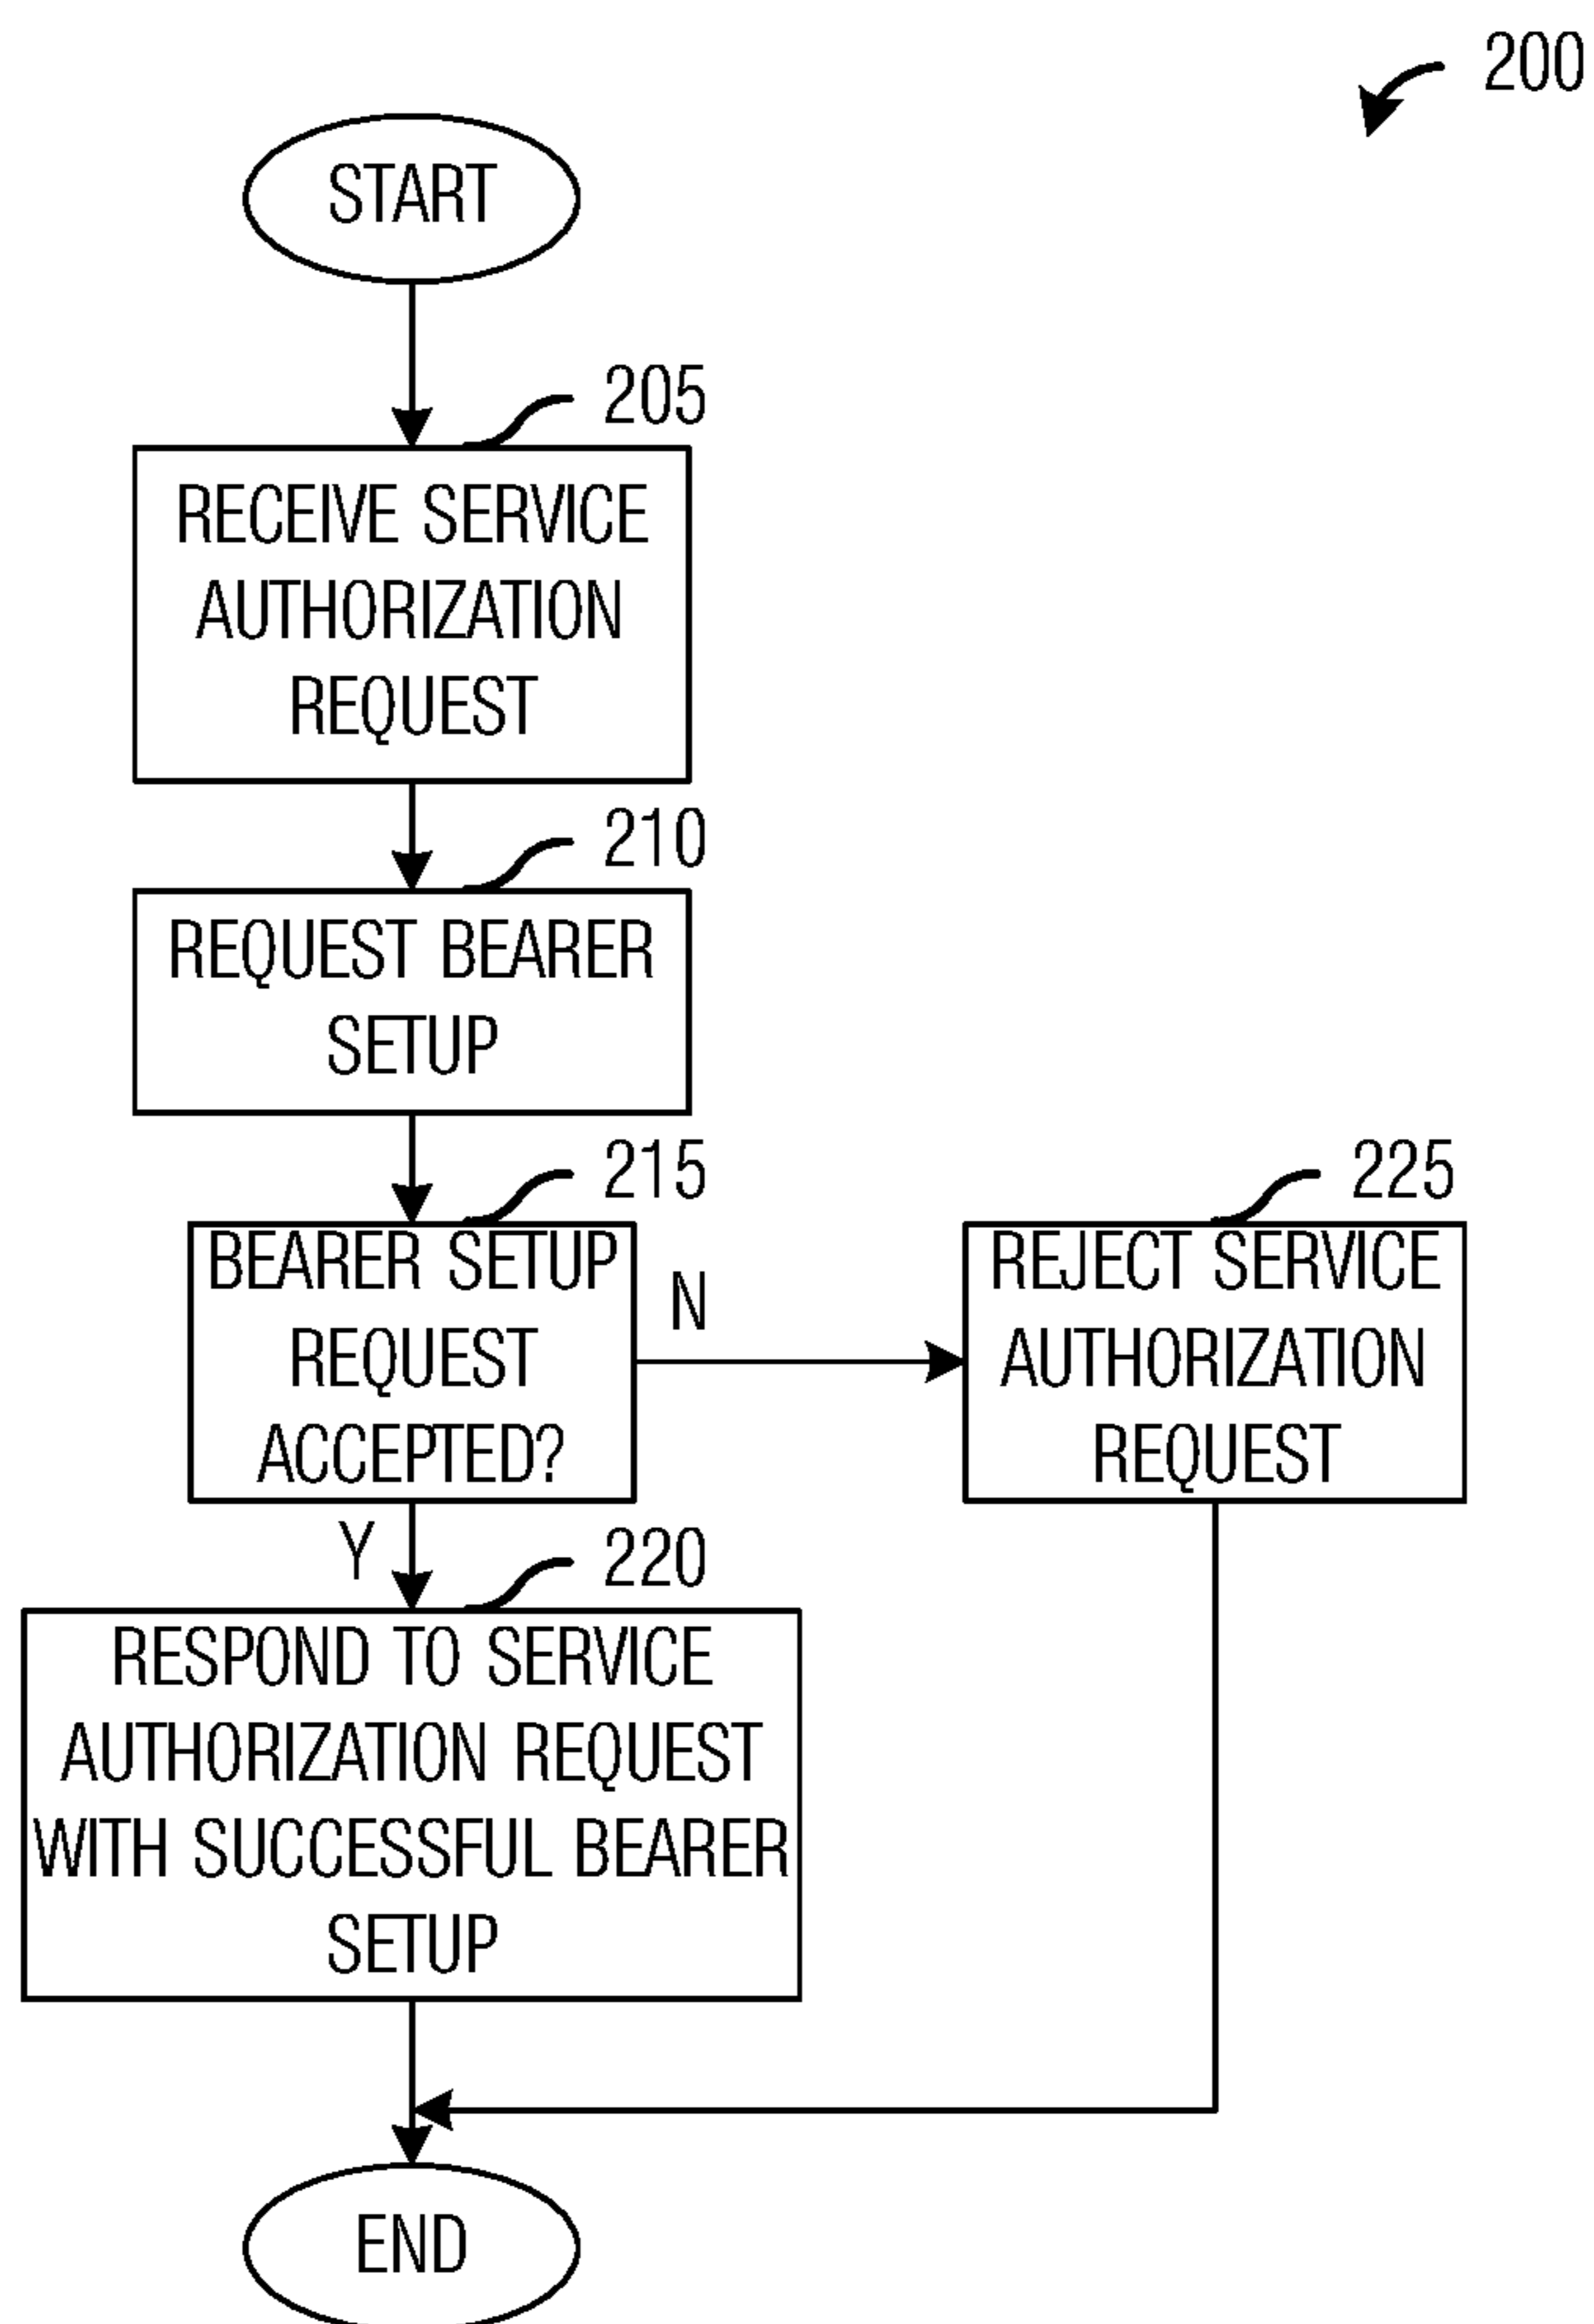 200
START
205
RECEIVE SERVICE
AUTHORIZATION
REQUEST
210
REQUEST BEARER
SETUP
215
BEARER SETUP
REQUEST
ACCEPTED?
N
225
REJECT SERVICE
AUTHORIZATION
REQUEST
Y
220
RESPOND TO SERVICE
AUTHORIZATION REQUEST
WITH SUCCESSFUL BEARER
SETUP
END